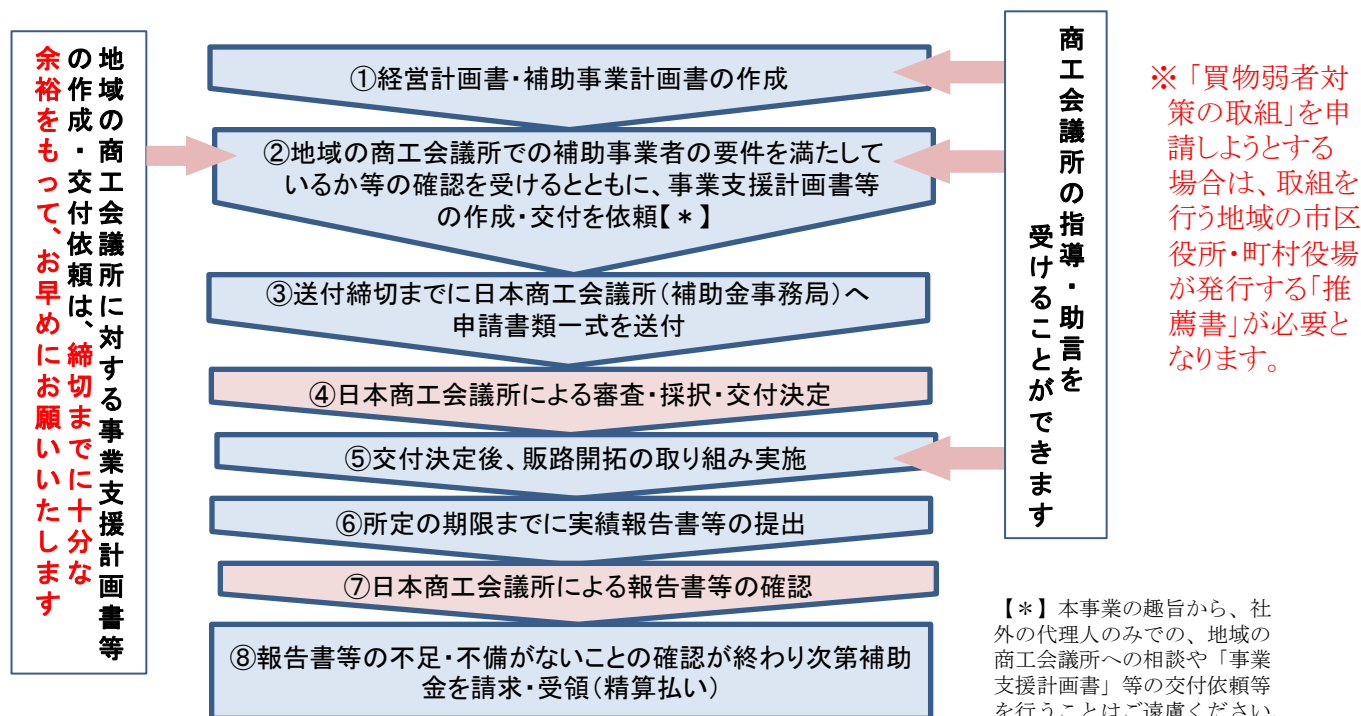 地域の商工会議所に対する事業支援計画書等
の作成・交付依頼は、締切までに十分な
余裕をもって、お早めにお願いいたします
①経営計画書・補助事業計画書の作成
②地域の商工会議所での補助事業者の要件を満たして
いるか等の確認を受けるとともに、事業支援計画書等
の作成・交付を依頼【＊】
③送付締切までに日本商工会議所（補助金事務局）へ
申請書類一式を送付
④日本商工会議所による審査・採択・交付決定
⑤交付決定後、販路開拓の取り組み実施
⑥所定の期限までに実績報告書等の提出
⑦日本商工会議所による報告書等の確認
⑧報告書等の不足・不備がないことの確認が終わり次第補助
金を請求・受領（精算払い）
商工会議所の指導・助言を
受けることができます
※「買物弱者対
策の取組」を申
請しようとする
場合は、取組を
行う地域の市区
役所・町村役場
が発行する「推
薦書」が必要と
なります。
【＊】本事業の趣旨から、社
外の代理人のみでの、地域の
商工会議所への相談や「事業
支援計画書」等の交付依頼等
を行うことはご遠慮ください。